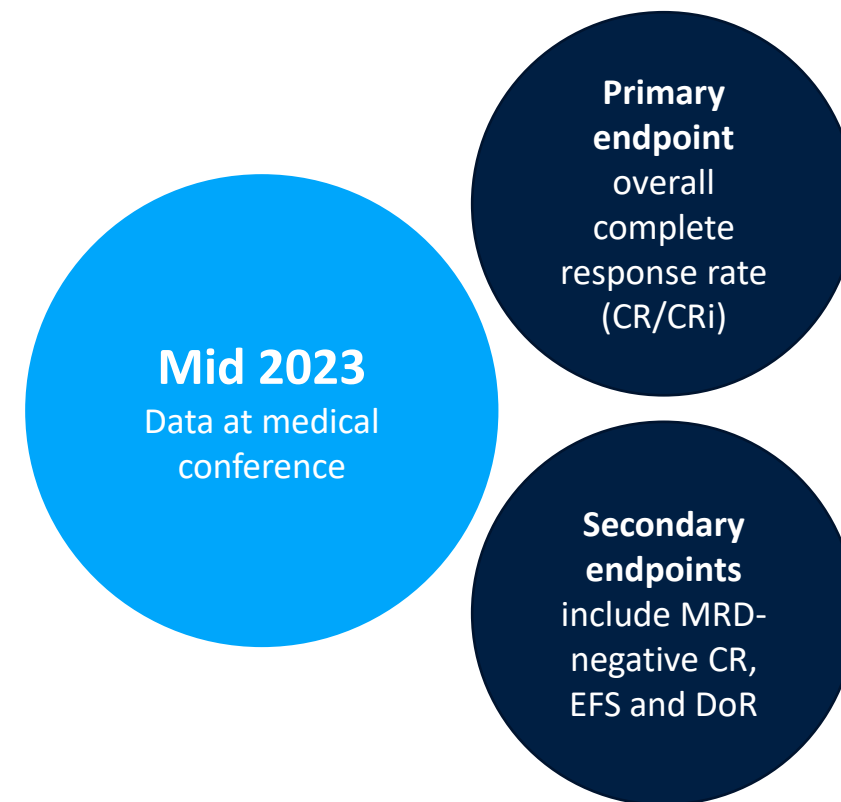 Mid 2023
Data at medical
conference
Primary
endpoint
overall
complete
response rate
(CR/CRi)
Secondary
endpoints
include MRD-
negative CR,
EFS and DoR